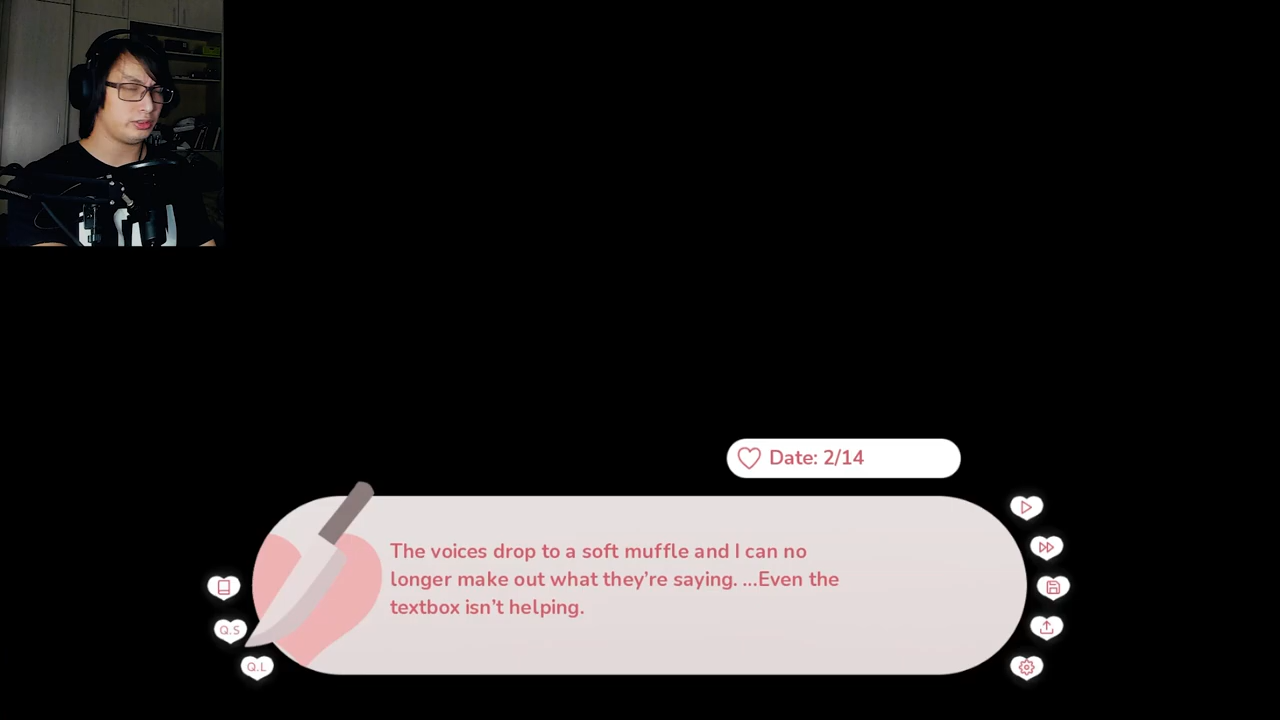 Date: 2/14
The voices drop to a soft muffle and I can no
longer make out what they're saying. ...Even the
textbox isn't helping.
Q.S
Q.L